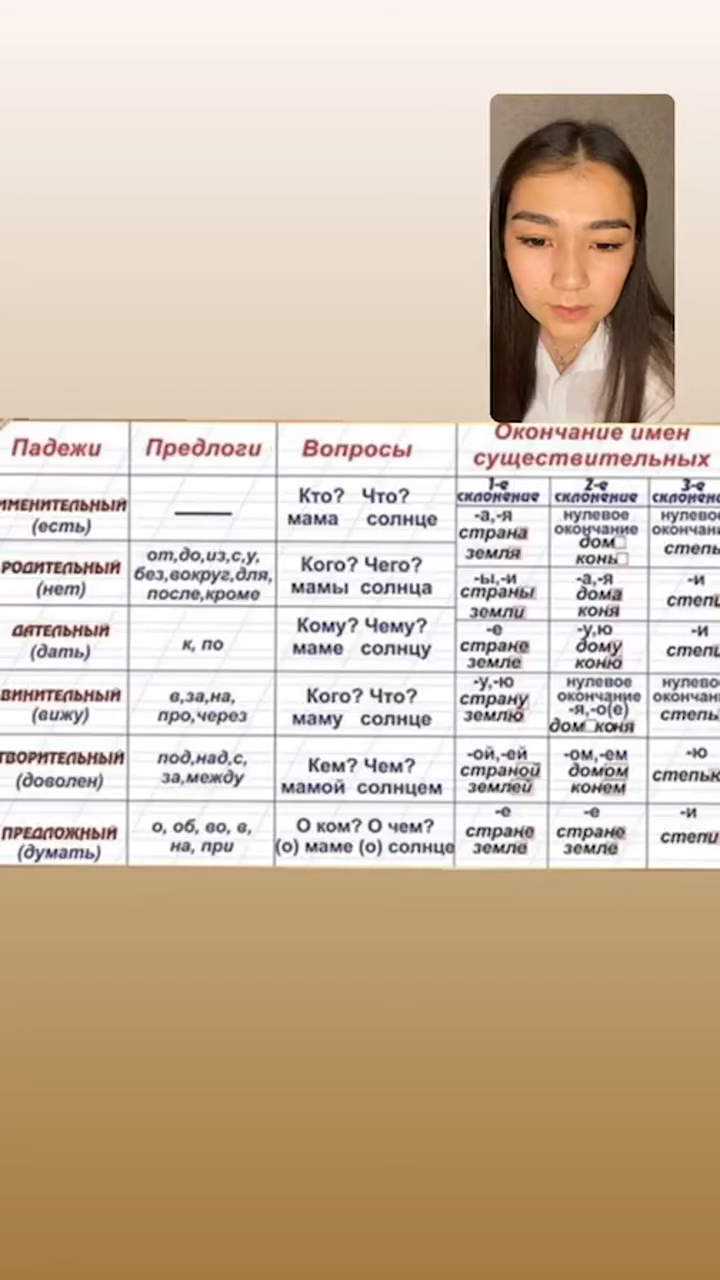 Падежи Предлоги Вопросы Окончание имен
существительных
1-е склонение 2-е склонение 3-е склонен
ИМЕНИТЕЛЬНЫЙ
(есть)
Кто? Что?
мама солнце
-а,-я
страна
земля
нулевое
окончание
дом
конь
нулевое
окончани
степь
РОДИТЕЛЬНЫЙ
(нет)
от,до,из,с,у,
без,вокруг,для,
после,кроме
Кого? Чего?
мамы солнца
-ы,-и
страны
земли
-а,-я
дома
коня
-и
степи
ДАТЕЛЬНЫЙ
(дать)
к, по
Кому? Чему?
маме солнцу
-е
стране
земле
-у,ю
дому
коню
-и
степи
ВИНИТЕЛЬНЫЙ
(вижу)
в,за,на,
про,через
Кого? Что?
маму солнце
-у,-ю
страну
землю
нулевое
окончание
-я,-о(е)
дом коня
нулево
окончан
степь
ТВОРИТЕЛЬНЫЙ
(доволен)
под,над,с,
за,между
Кем? Чем?
мамой солнцем
-ой,-ей
страной
землей
-ом,-ем
домом
конем
-ю
степью
ПРЕДЛОЖНЫЙ
(думать)
о, об, во, в,
на, при
О ком? О чем?
(о) маме (о) солнце
-е
стране
земле
-е
стране
земле
-и
степи